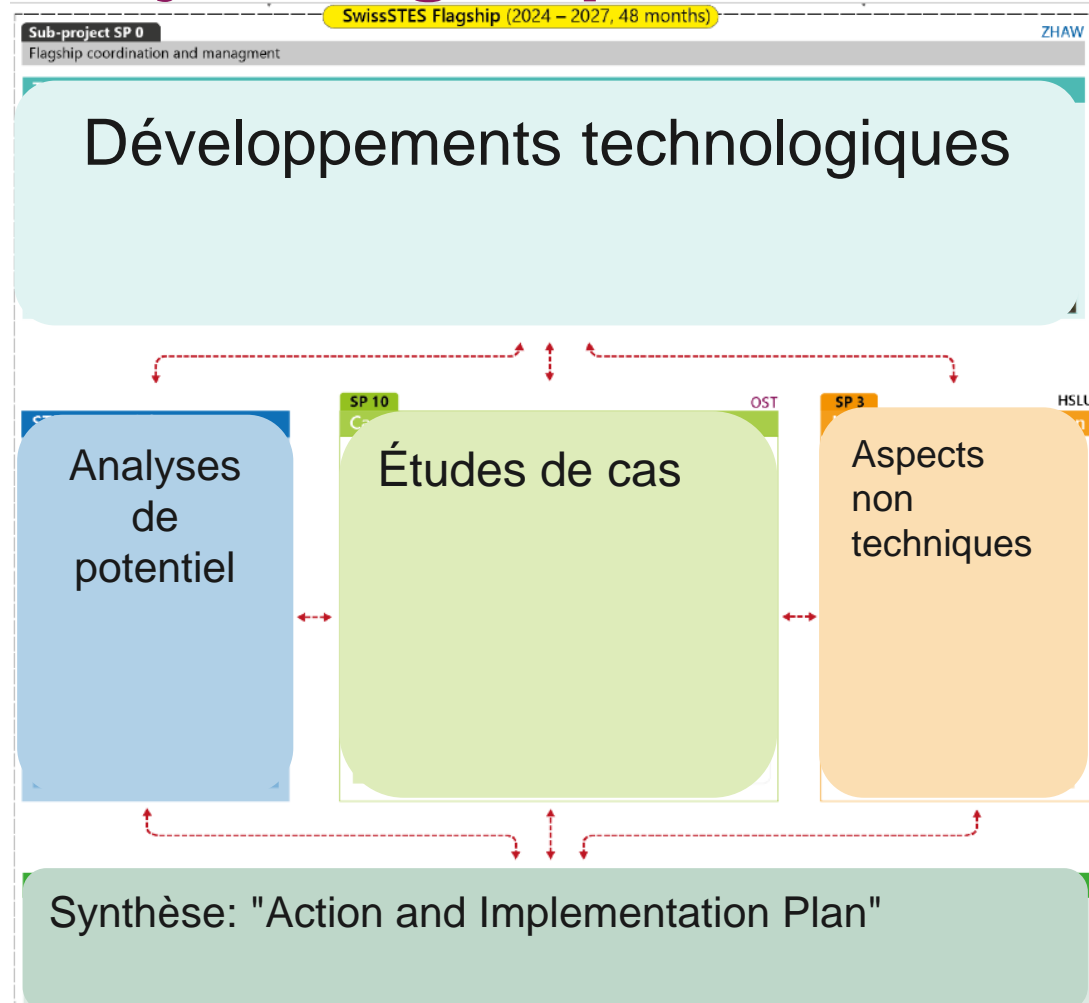 SwissSTES Flagship (2024 – 2027, 48 months)
Sub-project SP 0
ZHAW
Flagship coordination and managment
Développements technologiques
SP 10
OST
SP 3
HSLU
Analyses
de
potentiel
Études de cas
Aspects
non
techniques
Synthèse: "Action and Implementation Plan"